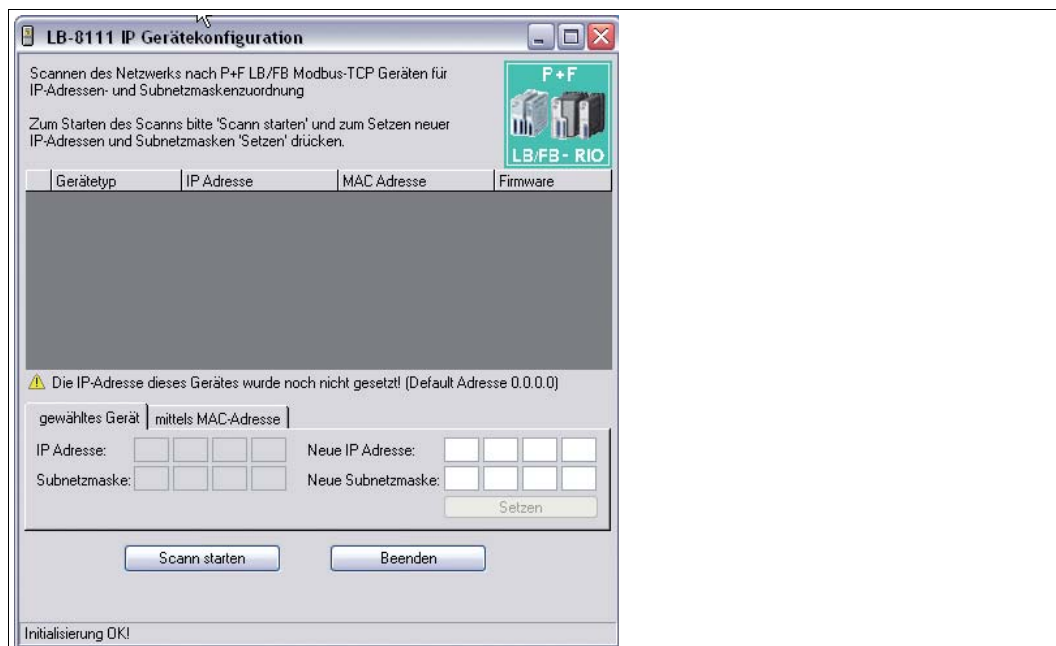 LB-8111 IP Gerätekonfiguration
Scannen des Netzwerks nach P+F LB/FB Modbus-TCP Geräten für
IP-Adressen- und Subnetzmaskenzuordnung
Zum Starten des Scanns bitte 'Scann starten' und zum Setzen neuer
IP-Adressen und Subnetzmasken 'Setzen' drücken.
P+F
LB/FB- RIO
Gerätetyp IP Adresse MAC Adresse Firmware
Die IP-Adresse dieses Gerätes wurde noch nicht gesetzt! (Default Adresse 0.0.0.0)
gewähltes Gerät mittels MAC-Adresse
IP Adresse: Neue IP Adresse:
Subnetzmaske: Neue Subnetzmaske:
Setzen
Scann starten Beenden
Initialisierung OK!